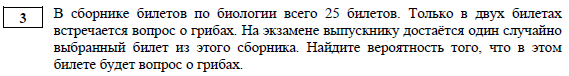 3
В сборнике билетов по биологии всего 25 билетов. Только в двух билетах
встречается вопрос о грибах. На экзамене выпускнику достаётся один случайно
выбранный билет из этого сборника. Найдите вероятность того, что в этом
билете будет вопрос о грибах.